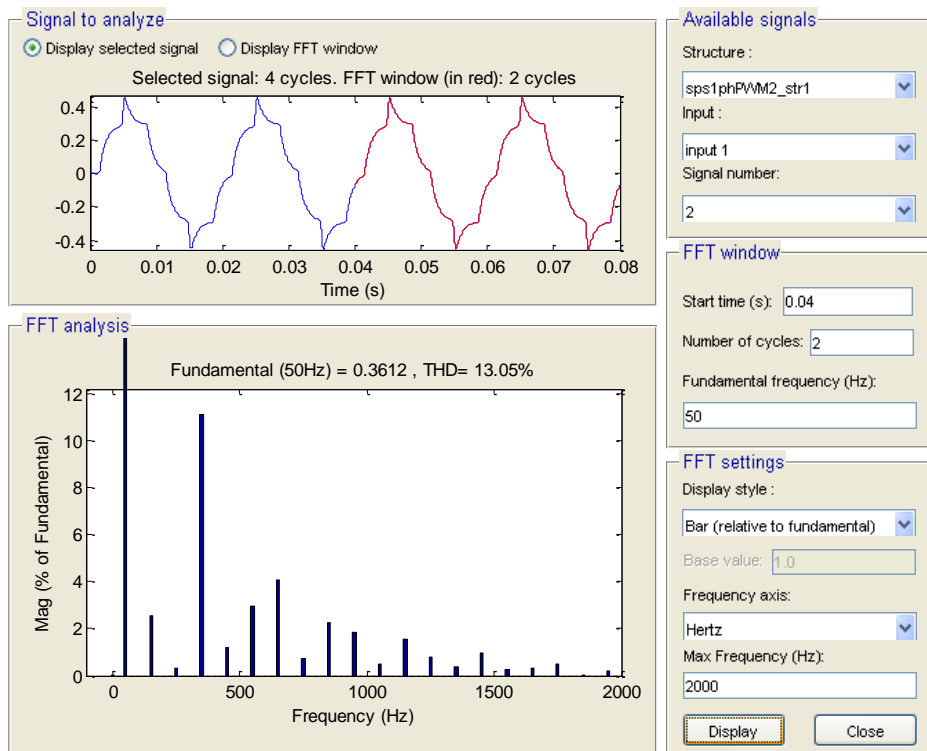 Signal to analyze
Display selected signal Display FFT window
Selected signal: 4 cycles. FFT window (in red): 2 cycles
0.4
0.2
0
-0.2
-0.4
0 0.01 0.02 0.03 0.04 0.05 0.06 0.07 0.08
Time (s)
FFT analysis
Fundamental (50Hz) = 0.3612 , THD= 13.05%
12
10
8
6
4
2
0
Mag (% of Fundamental)
0 500 1000 1500 2000
Frequency (Hz)
Available signals
Structure :
sps1phPWM2_str1
Input :
input 1
Signal number:
2
FFT window
Start time (s): 0.04
Number of cycles: 2
Fundamental frequency (Hz):
50
FFT settings
Display style :
Bar (relative to fundamental)
Base value: 1.0
Frequency axis:
Hertz
Max Frequency (Hz):
2000
Display Close